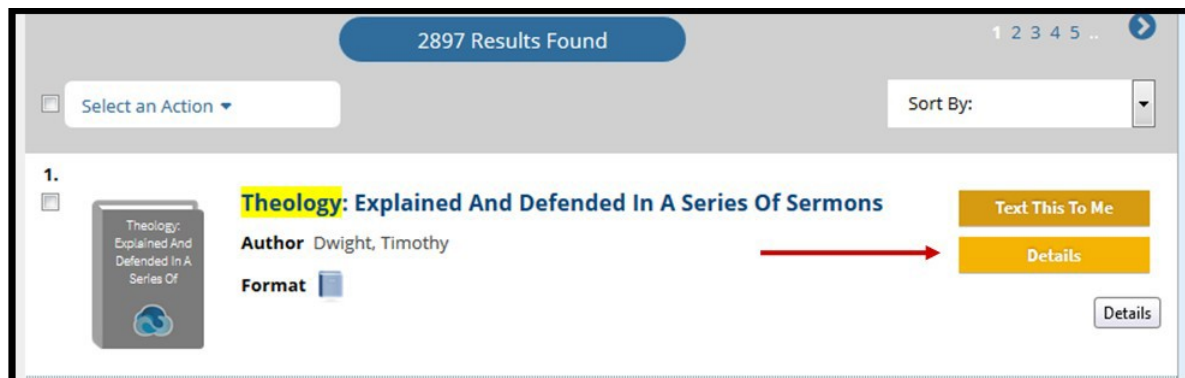 2897 Results Found
1 2 3 4 5 ..
Select an Action
Sort By:
1.
Theology:
Explained And
Defended In A
Series Of
Theology: Explained And Defended In A Series Of Sermons
Author Dwight, Timothy
Format
Text This To Me
Details
Details